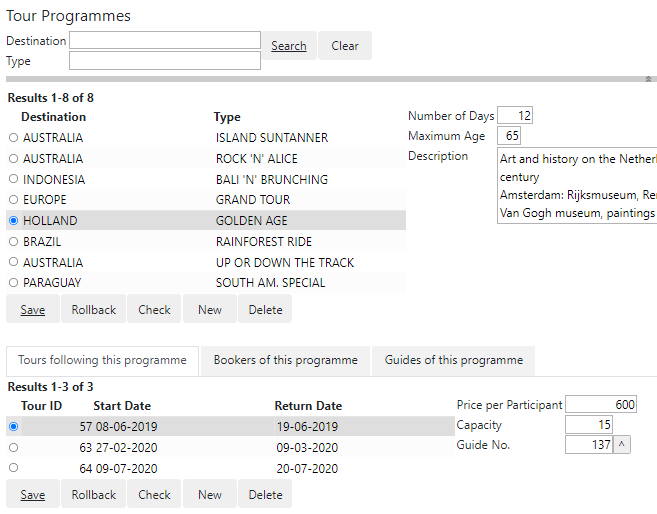 Tour Programmes
Destination
Type
Search Clear
Results 1-8 of 8
Destination Type
AUSTRALIA ISLAND SUNTANNER
AUSTRALIA ROCK 'N' ALICE
INDONESIA BALI 'N' BRUNCHING
EUROPE GRAND TOUR
HOLLAND GOLDEN AGE
BRAZIL RAINFOREST RIDE
AUSTRALIA UP OR DOWN THE TRACK
PARAGUAY SOUTH AM. SPECIAL
Number of Days 12
Maximum Age 65
Description
Art and history on the Nether
century
Amsterdam: Rijksmuseum, Re
Van Gogh museum, paintings
Save Rollback Check New Delete
Tours following this programme Bookers of this programme Guides of this programme
Results 1-3 of 3
Tour ID Start Date Return Date
57 08-06-2019 19-06-2019
63 27-02-2020 09-03-2020
64 09-07-2020 20-07-2020
Price per Participant 600
Capacity 15
Guide No. 137 ^
Save Rollback Check New Delete